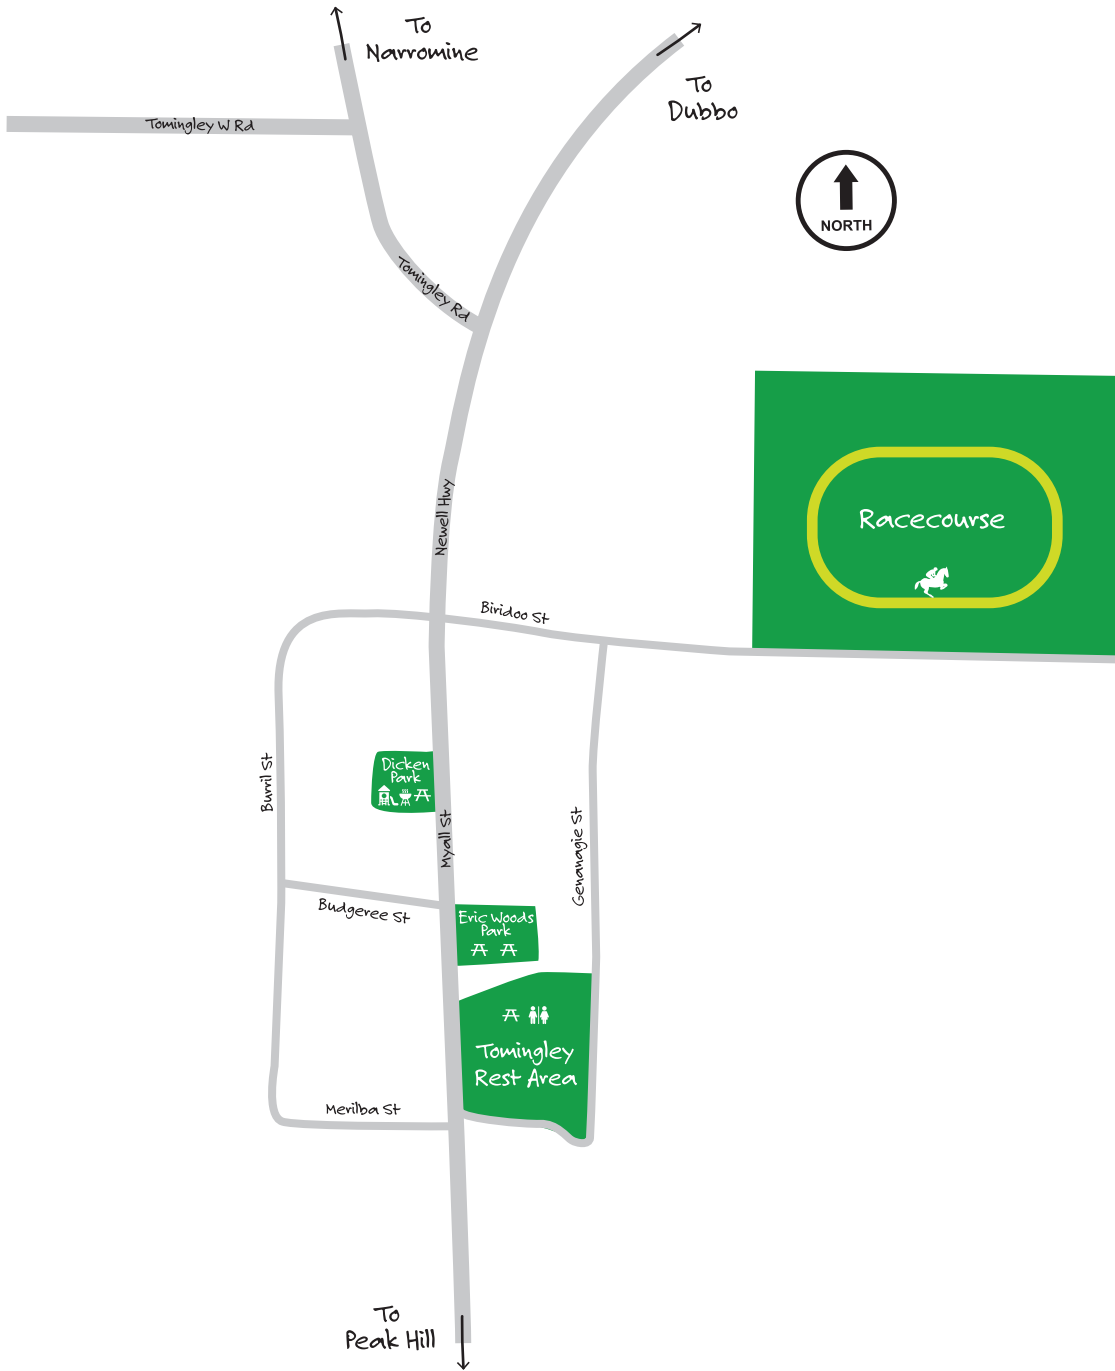 To
Narromine
To
Dubbo
Tomingley W Rd
NORTH
Tomingley Rd
Newell Hwy
Racecourse
Biridoo St
Burril St
Dicken
Park
Myall St
Genanagie St
Budgeree St
Eric Woods
Park
Tomingley
Rest Area
Merilba St
To
Peak Hill